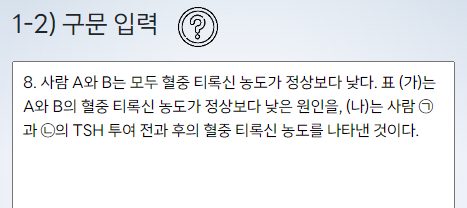 1-2) 구문 입력 ?
8. 사람 A와 B는 모두 혈중 티록신 농도가 정상보다 낮다. 표 (가)는
A와 B의 혈중 티록신 농도가 정상보다 낮은 원인을, (나)는 사람 ㉠
과 ㉡의 TSH 투여 전과 후의 혈중 티록신 농도를 나타낸 것이다.